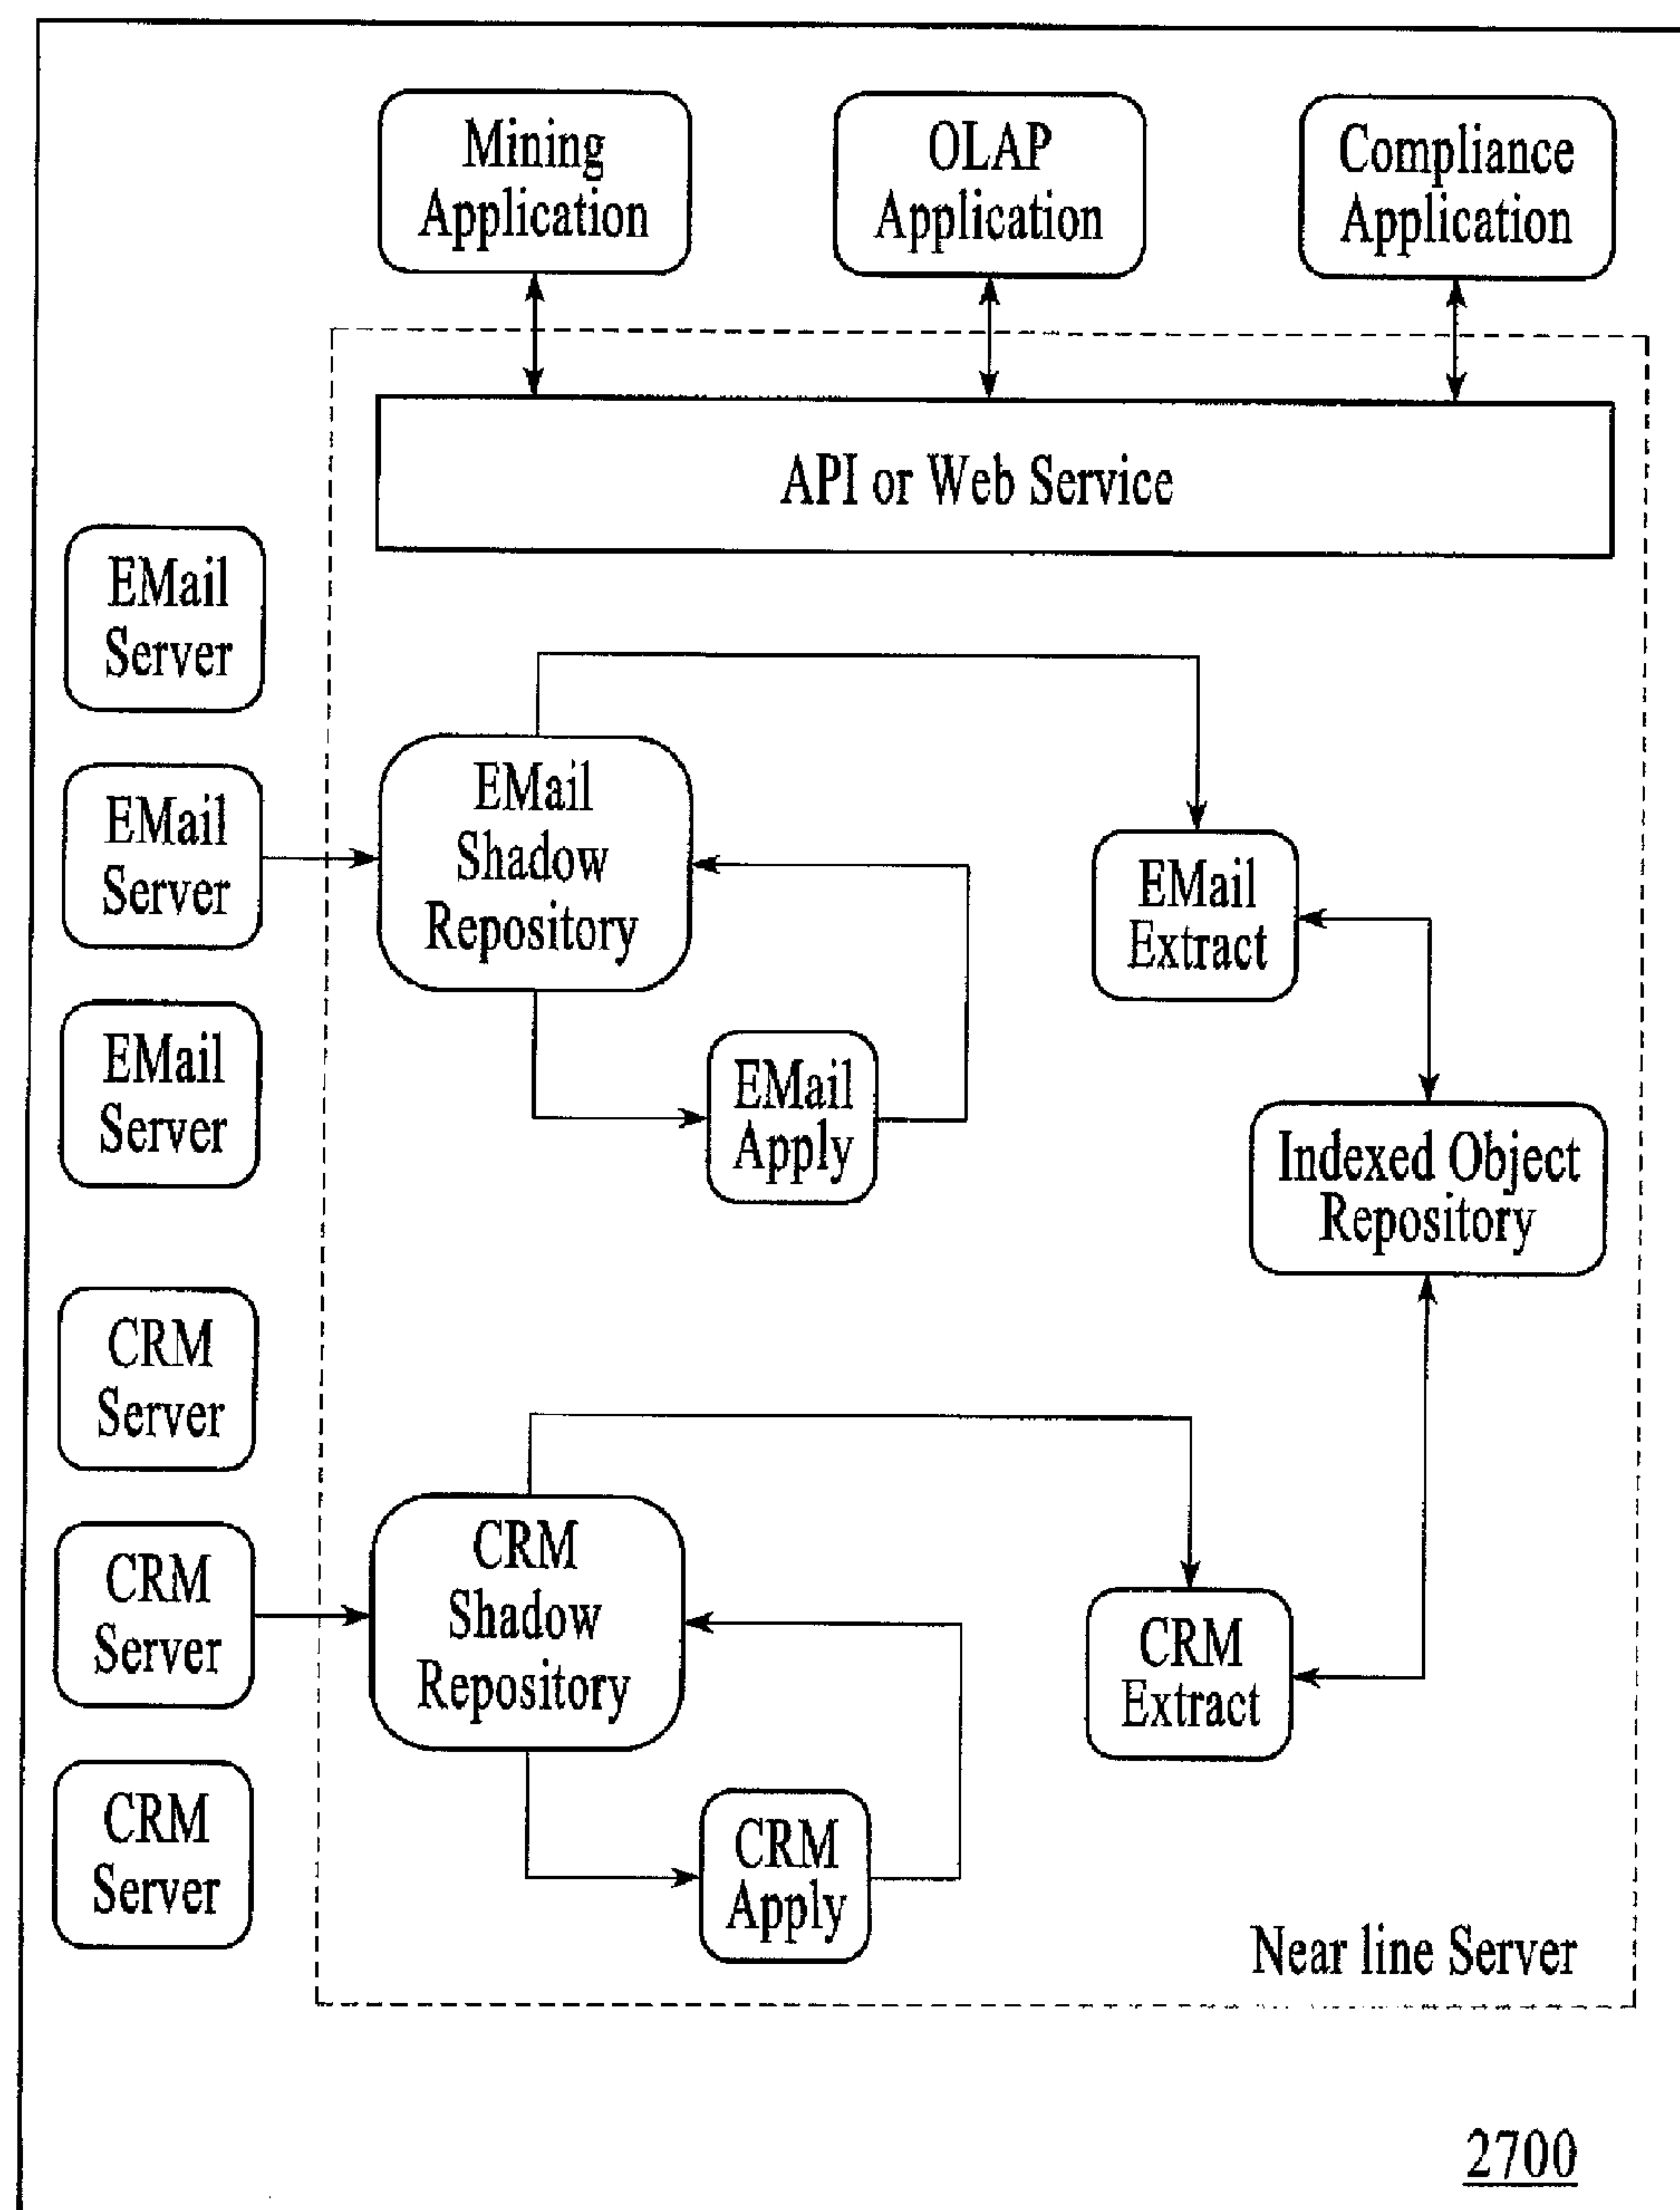 Mining
Application
OLAP
Application
Compliance
Application
API or Web Service
EMail
Server
EMail
Server
EMail
Server
CRM
Server
CRM
Server
CRM
Server
EMail
Shadow
Repository
EMail
Apply
EMail
Extract
Indexed Object
Repository
CRM
Shadow
Repository
CRM
Apply
CRM
Extract
Near line Server
2700